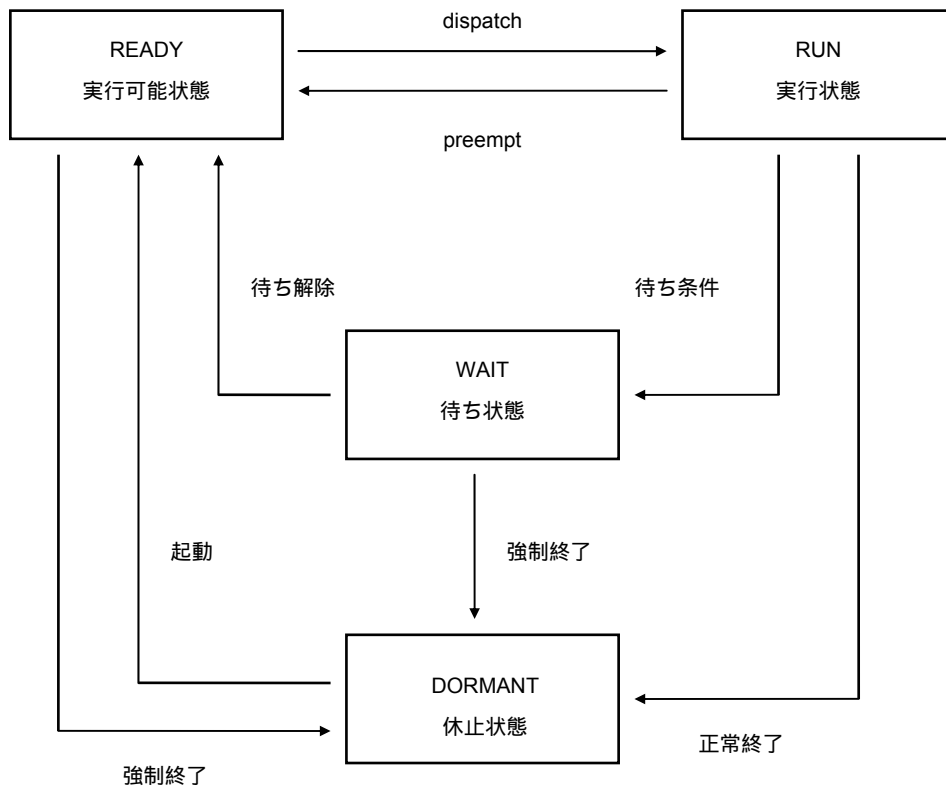 dispatch
READY
実行可能状態
RUN
実行状態
preempt
待ち解除
待ち条件
WAIT
待ち状態
起動
強制終了
DORMANT
休止状態
正常終了
強制終了